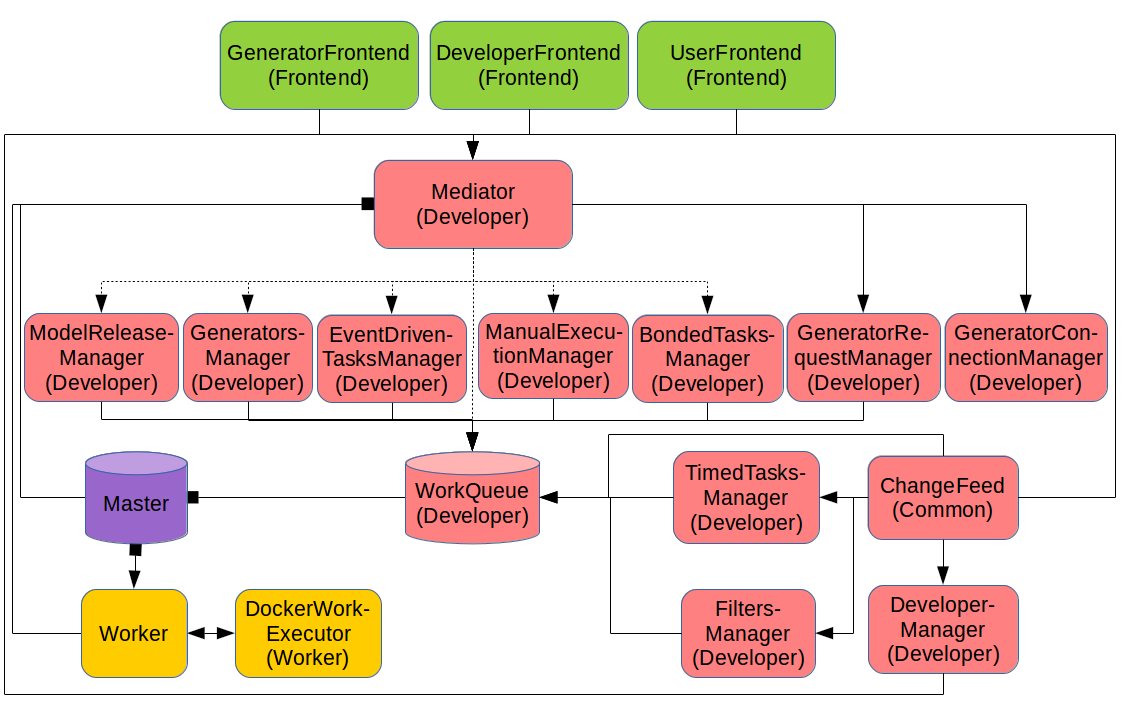 GeneratorFrontend
(Frontend)
DeveloperFrontend
(Frontend)
UserFrontend
(Frontend)
Mediator
(Developer)
ModelRelease-
Manager
(Developer)
Generators-
Manager
(Developer)
EventDriven-
TasksManager
(Developer)
ManualExecu-
tionManager
(Developer)
BondedTasks-
Manager
(Developer)
GeneratorRe-
questManager
(Developer)
GeneratorCon-
nectionManager
(Developer)
Master
WorkQueue
(Developer)
TimedTasks-
Manager
(Developer)
ChangeFeed
(Common)
Worker
DockerWork-
Executor
(Worker)
Filters-
Manager
(Developer)
Developer-
Manager
(Developer)